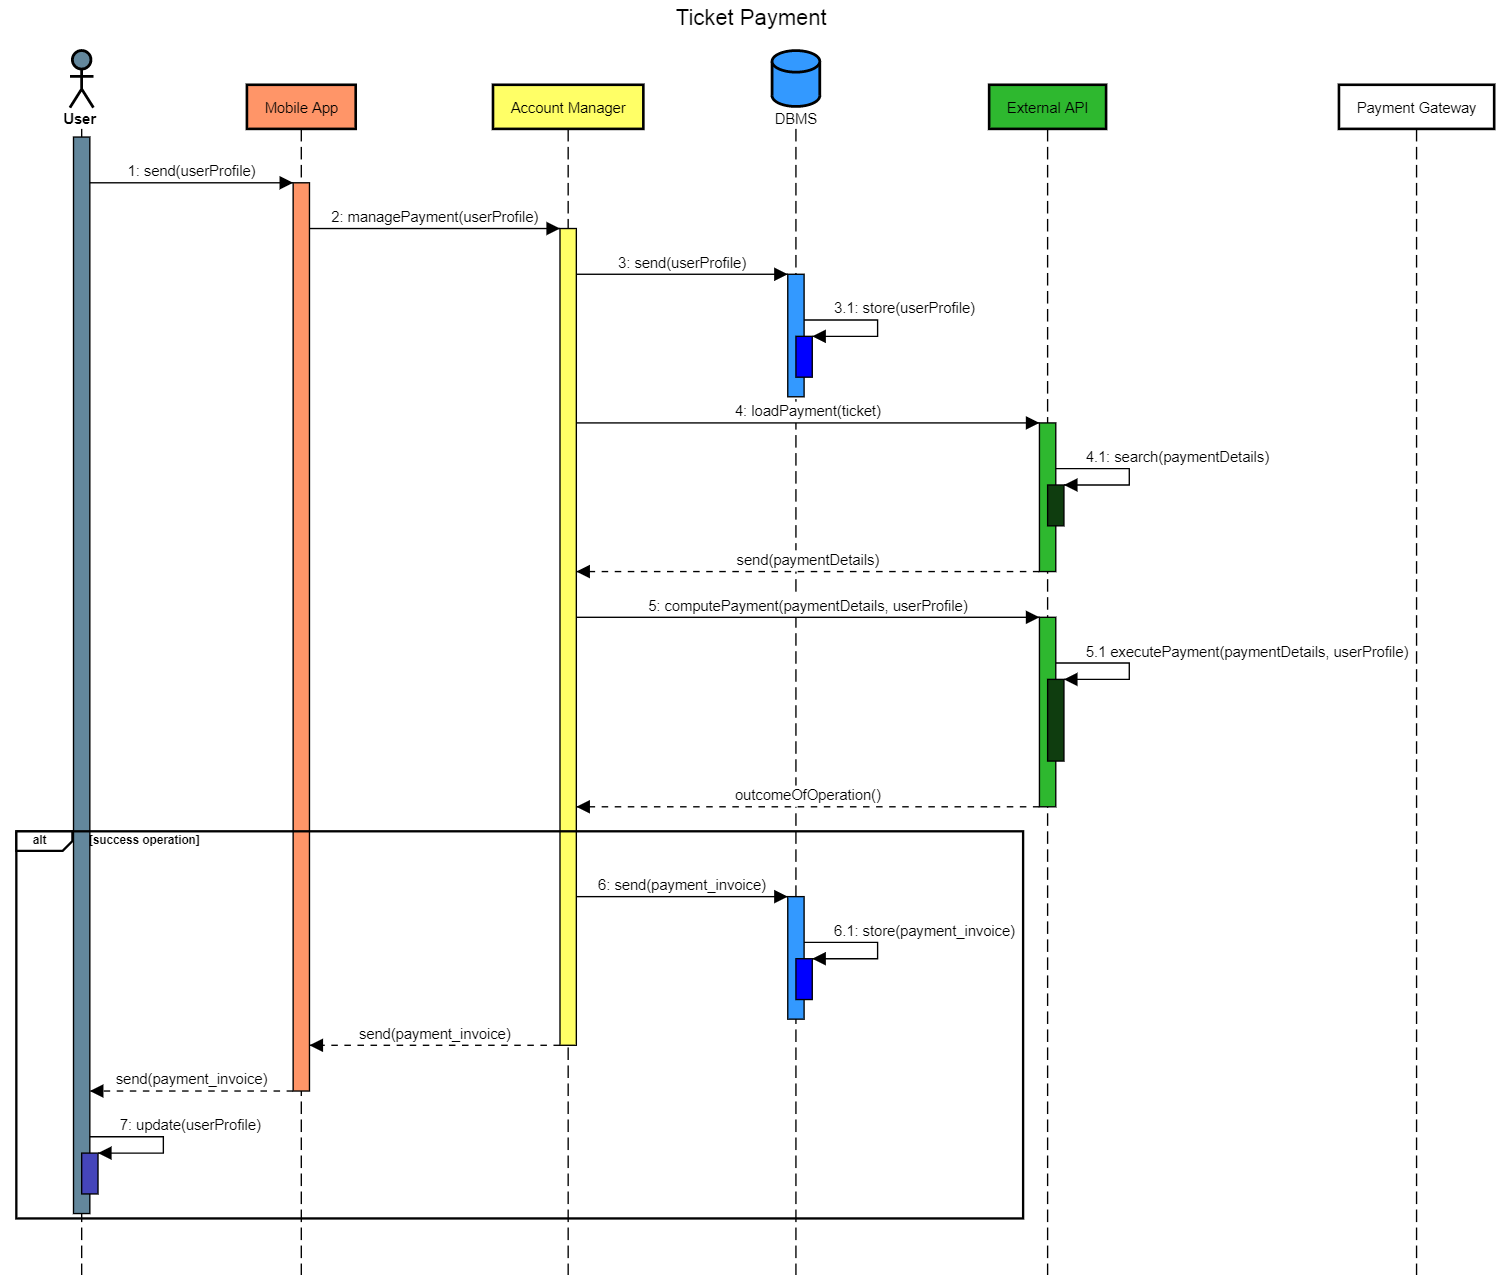 Ticket Payment
User
Mobile App
Account Manager
DBMS
External API
Payment Gateway
1: send(userProfile)
2: managePayment(userProfile)
3: send(userProfile)
3.1: store(userProfile)
4: loadPayment(ticket)
4.1: search(paymentDetails)
send(paymentDetails)
5: computePayment(paymentDetails, userProfile)
5.1 executePayment(paymentDetails, userProfile)
outcomeOfOperation()
alt
[success operation]
6: send(payment_invoice)
6.1: store(payment_invoice)
send(payment_invoice)
send(payment_invoice)
7: update(userProfile)